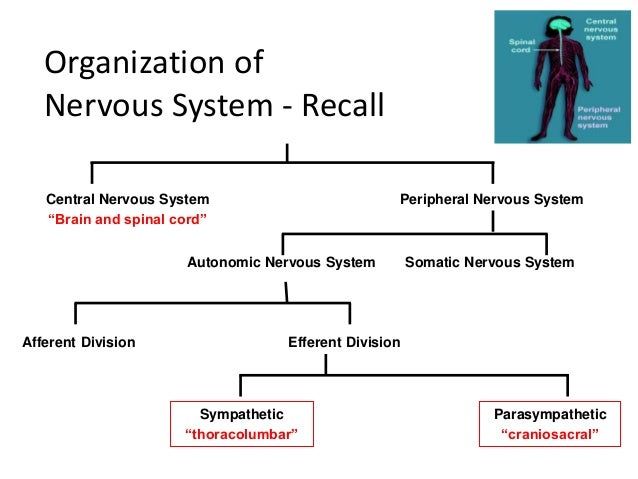 Organization of
Nervous System - Recall
Central
nervous
system
Spinal
cord
Peripheral
nervous
system
Central Nervous System
“Brain and spinal cord”
Peripheral Nervous System
Autonomic Nervous System
Somatic Nervous System
Afferent Division
Efferent Division
Sympathetic
“thoracolumbar”
Parasympathetic
“craniosacral”